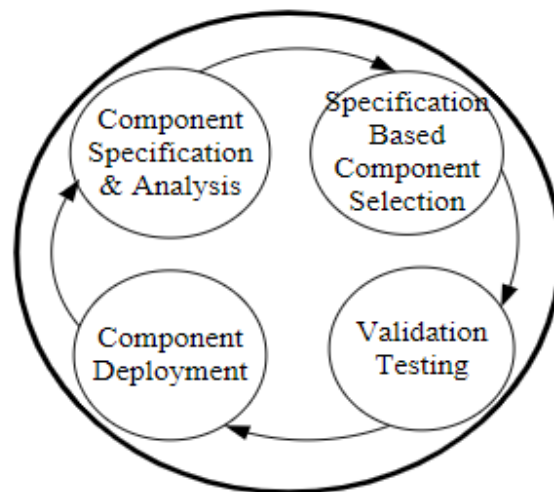 Component
Specification
& Analysis
Specification
Based
Component
Selection
Validation
Testing
Component
Deployment